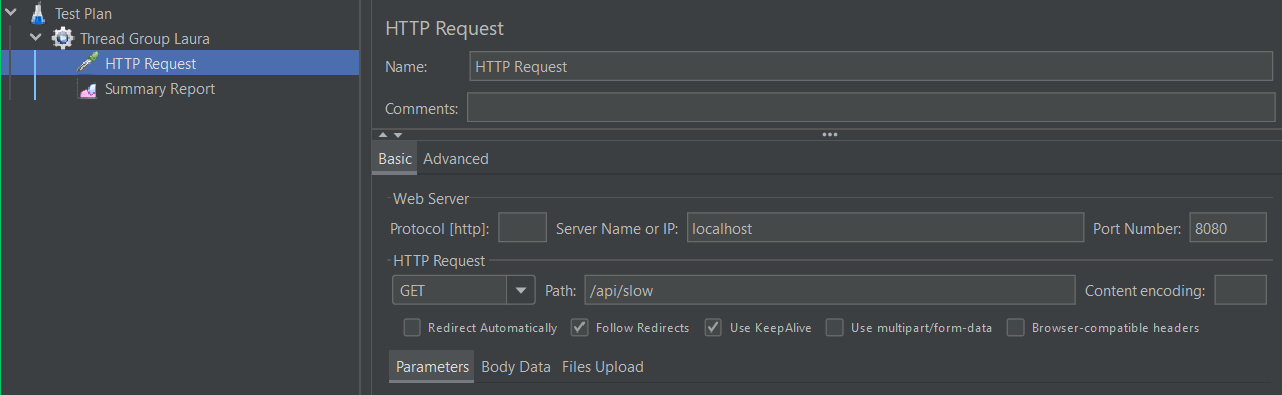 Test Plan
Thread Group Laura
HTTP Request
Summary Report
HTTP Request
Name: HTTP Request
Comments:
Basic Advanced
Web Server
Protocol [http]: Server Name or IP: localhost Port Number: 8080
HTTP Request
GET Path: /api/slow Content encoding:
Redirect Automatically Follow Redirects Use KeepAlive Use multipart/form-data Browser-compatible headers
Parameters Body Data Files Upload